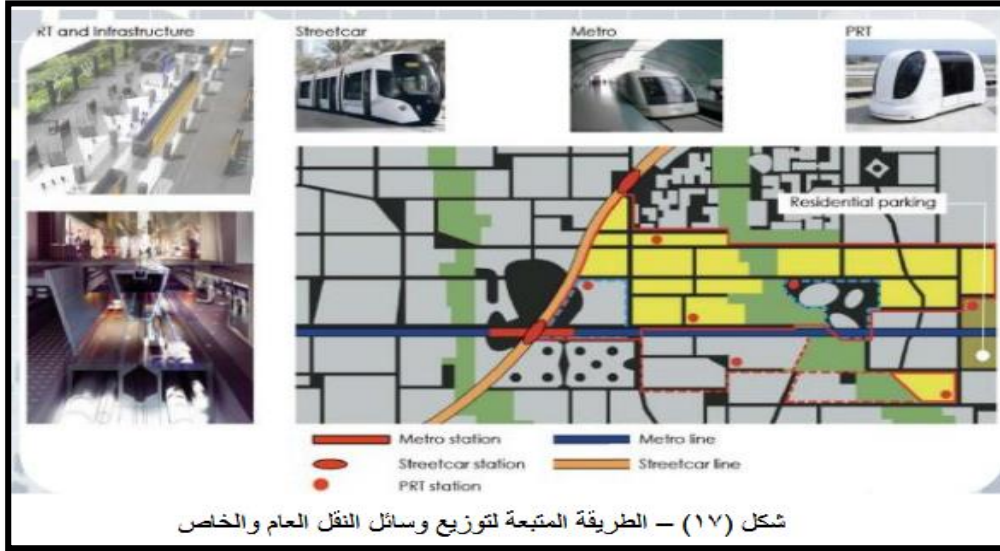 RT and Infrastructure
Streetcar
Metro
PRT
Residential parking
Metro station
Metro line
Streetcar station
Streetcar line
PRT station
شكل (١٧) – الطريقة المتبعة لتوزيع وسائل النقل العام والخاص